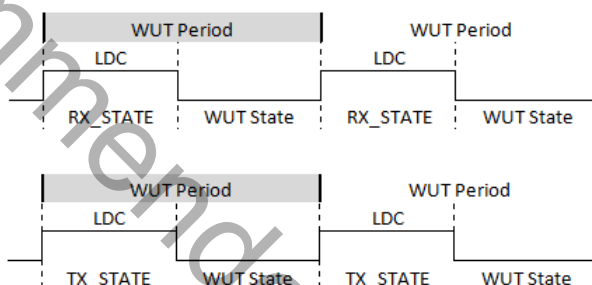 WUT Period WUT Period
LDC LDC
RX_STATE WUT State RX_STATE WUT State
WUT Period WUT Period
LDC LDC
TX_STATE WUT State TX_STATE WUT State